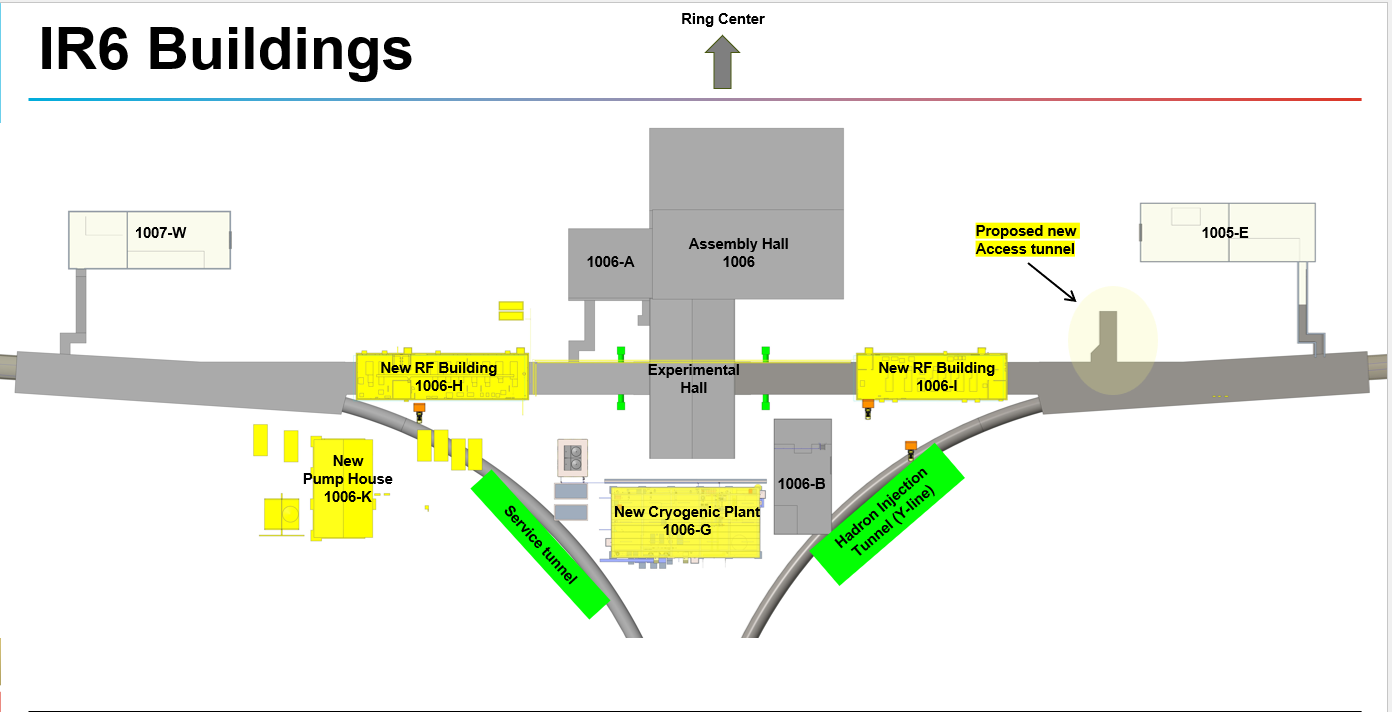 IR6 Buildings
Ring Center
1007-W
1006-A
Assembly Hall
1006
Proposed new
Access tunnel
1005-E
New RF Building
1006-H
Experimental
Hall
New RF Building
1006-I
New
Pump House
1006-K
Service tunnel
New Cryogenic Plant
1006-G
1006-B
Hadron Injection
Tunnel (Y-line)